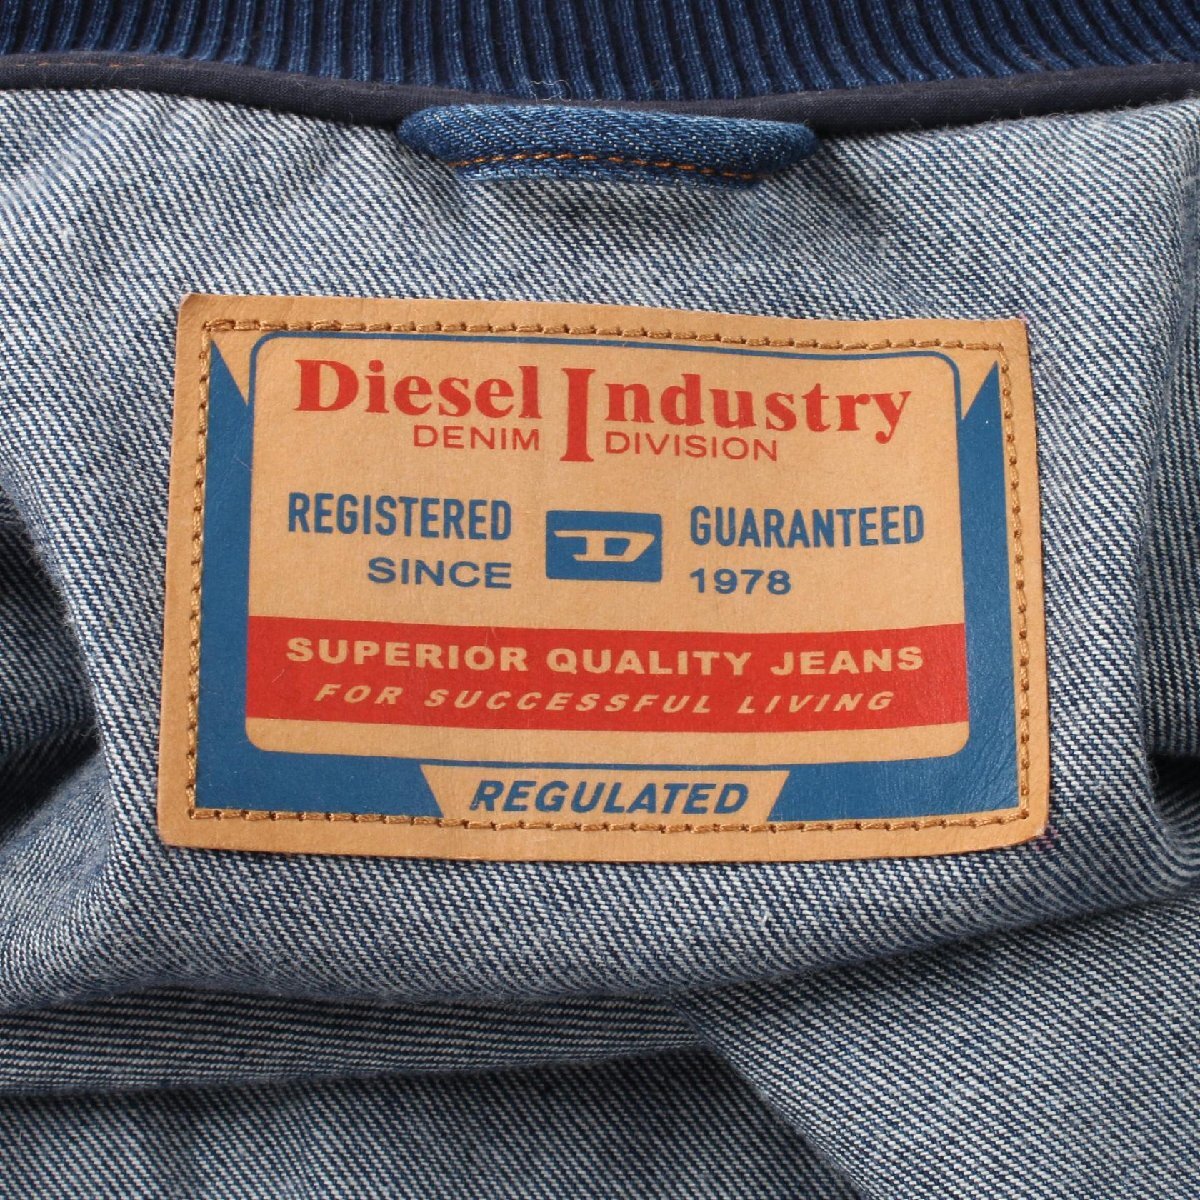 Diesel Industry
DENIM DIVISION
REGISTERED D GUARANTEED
SINCE 1978
SUPERIOR QUALITY JEANS
FOR SUCCESSFUL LIVING
REGULATED